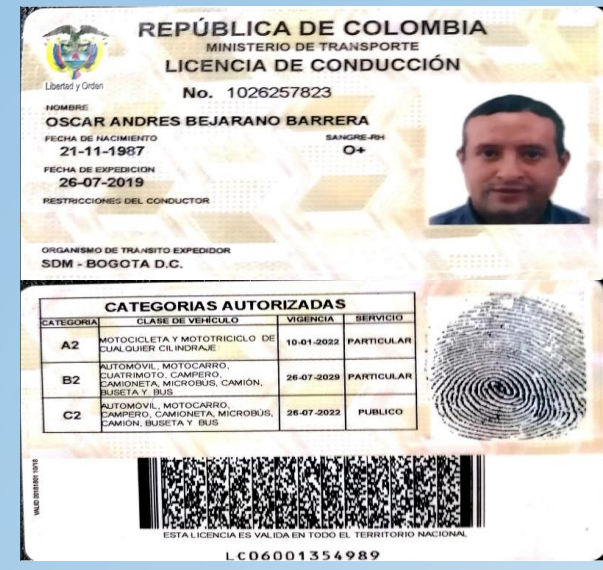 REPÚBLICA DE COLOMBIA
MINISTERIO DE TRANSPORTE
LICENCIA DE CONDUCCIÓN
Libertad y Orden
No. 1026257823
NOMBRE
OSCAR ANDRES BEJARANO BARRERA
FECHA DE NACIMIENTO SANGRE-RH
21-11-1987 O+
FECHA DE EXPEDICION
26-07-2019
RESTRICCIONES DEL CONDUCTOR
ORGANISMO DE TRANSITO EXPEDIDOR
SDM - BOGOTA D.C.
CATEGORIAS AUTORIZADAS
CATEGORIA CLASE DE VEHÍCULO VIGENCIA SERVICIO
A2 MOTOCICLETA Y MOTOTRICICLO DE CUALQUIER CILINDRAJE 10-01-2022 PARTICULAR
B2 AUTOMÓVIL, MOTOCARRO, CUATRIMOTO, CAMPERO, CAMIONETA, MICROBÚS, CAMIÓN, BUSETA Y BUS 26-07-2029 PARTICULAR
C2 AUTOMÓVIL, MOTOCARRO, CAMPERO, CAMIONETA, MICROBÚS, CAMIÓN, BUSETA Y BUS 26-07-2022 PUBLICO
ESTA LICENCIA ES VALIDA EN TODO EL TERRITORIO NACIONAL
LC06001354989